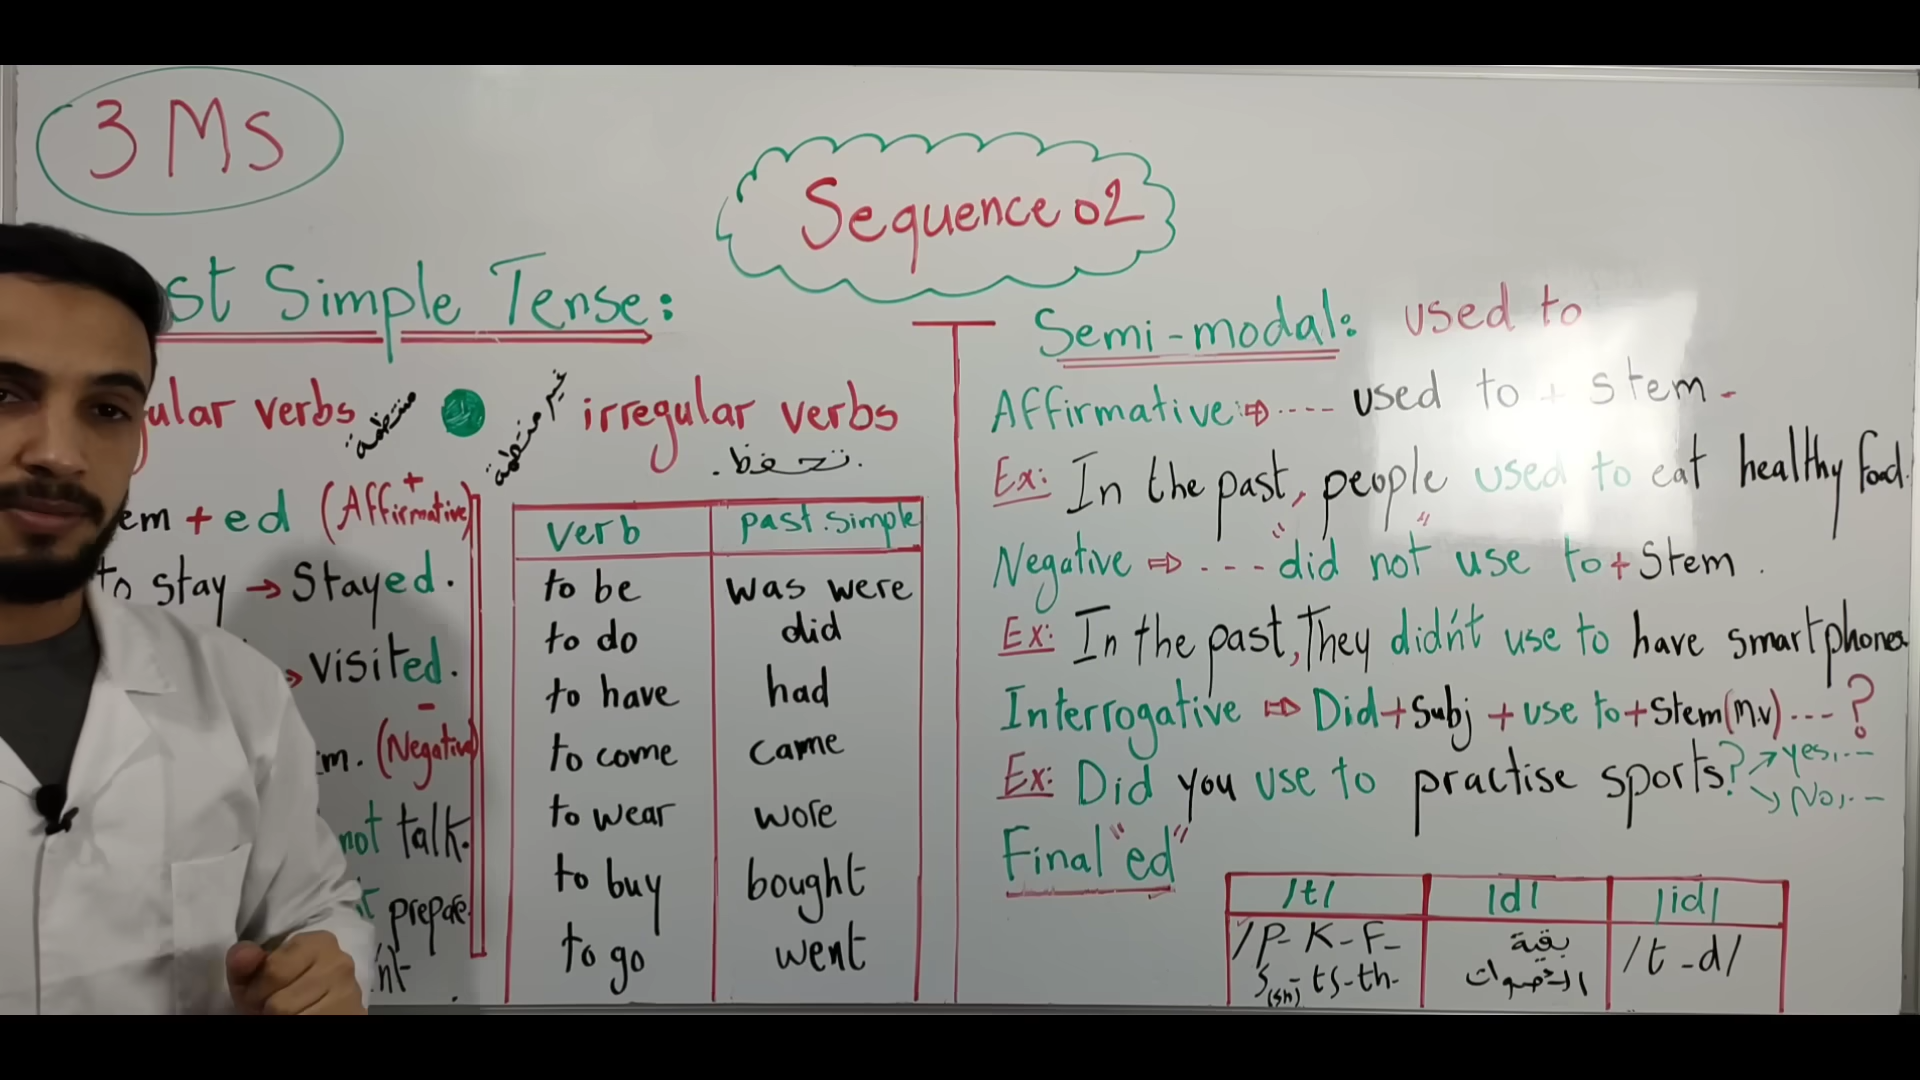 3 Ms
Sequence 02
st Simple Tense:
ular verbs منتظمة
غير منتظمة irregular verbs
تحفظ.
em + ed (Affirmative)
+
to stay → Stayed.
→ visited.
-
m. (Negative)
not talk.
t prepare.
n't
verb past.simple
to be was were
to do did
to have had
to come came
to wear wore
to buy bought
to go went
Semi-modal: used to
Affirmative: ⇨ .... used to + Stem -
Ex: In the past, people used to eat healthy food.
Negative ⇨ ---- "did not" use to + Stem .
Ex: In the past, They didn't use to have smartphones
Interrogative ⇨ Did + Subj + use to + Stem (m.v) ---- ?
Ex: Did you use to practise sports? → yes, --
→ No, --
Final "ed"
/t/ /d/ /id/
/p- K- F- بقية /t -d/
s-(sh) ts- th- الأصوات